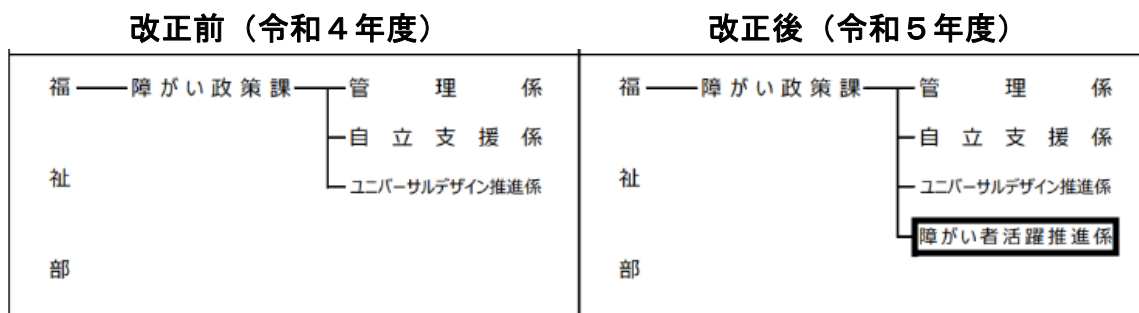 改正前（令和４年度）
福 障がい政策課 管理係
自立支援係
祉 ユニバーサルデザイン推進係
部
改正後（令和５年度）
福 障がい政策課 管理係
自立支援係
祉 ユニバーサルデザイン推進係
障がい者活躍推進係
部